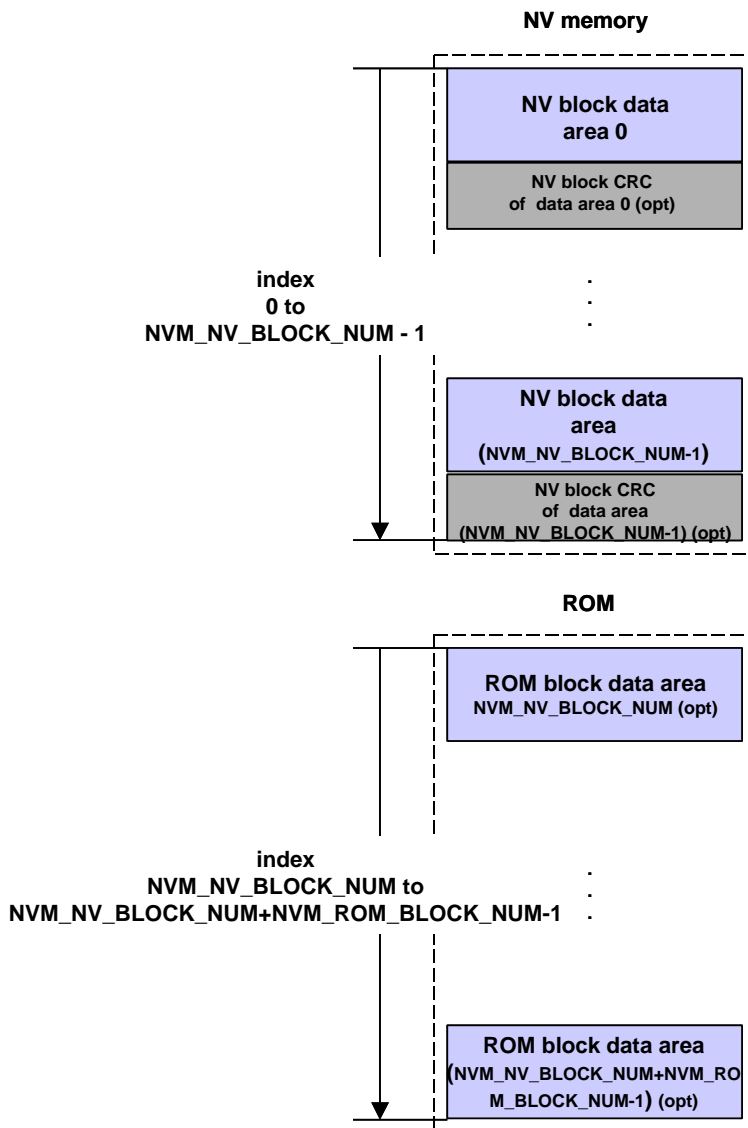 NV memory
NV block data
area 0
NV block CRC
of data area 0 (opt)
index
0 to
NVM_NV_BLOCK_NUM - 1
.
.
.
NV block data
area
(NVM_NV_BLOCK_NUM-1)
NV block CRC
of data area
(NVM_NV_BLOCK_NUM-1) (opt)
ROM
ROM block data area
NVM_NV_BLOCK_NUM (opt)
index
NVM_NV_BLOCK_NUM to
NVM_NV_BLOCK_NUM+NVM_ROM_BLOCK_NUM-1
.
.
.
ROM block data area
(NVM_NV_BLOCK_NUM+NVM_RO
M_BLOCK_NUM-1) (opt)